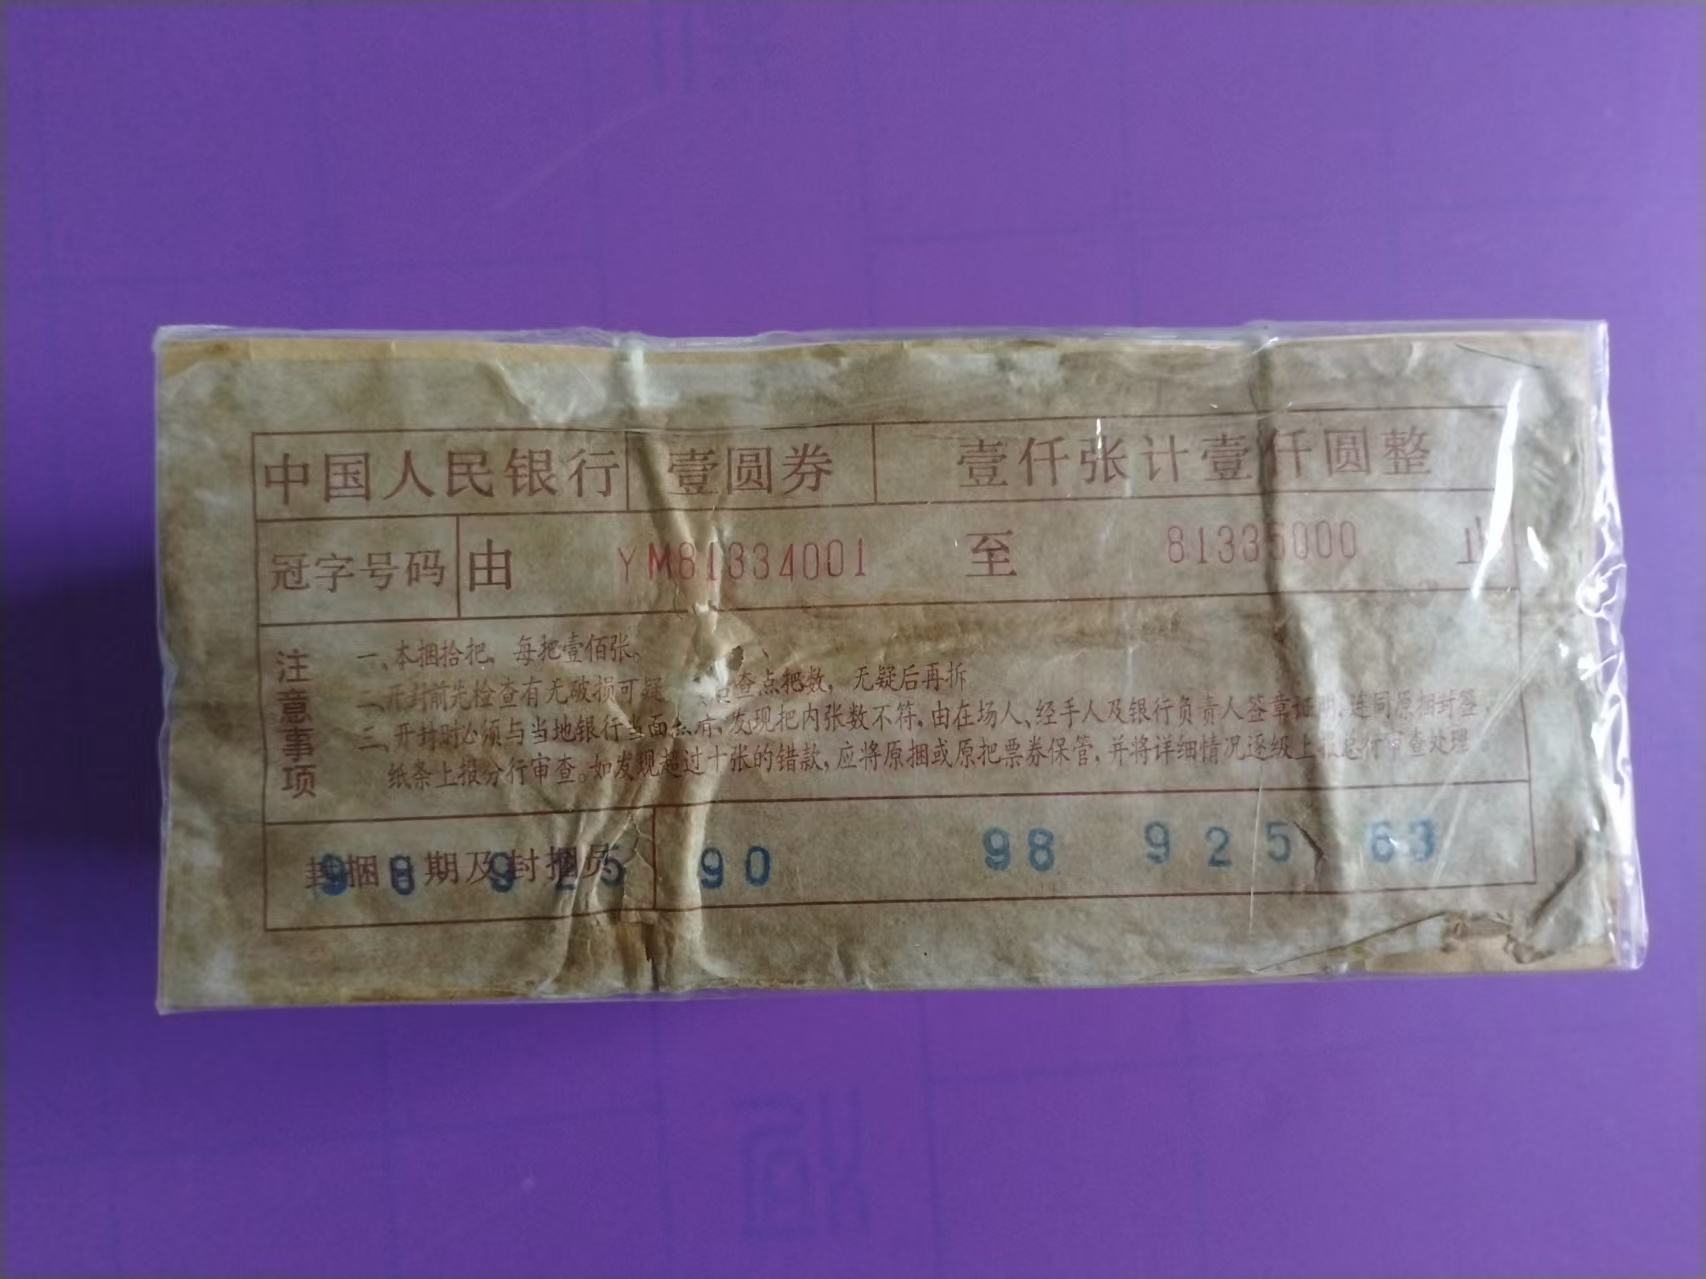 中国人民银行 壹圆券 壹仟张计壹仟圆整
冠字号码 由 YM81334001 至 81335000 止
注意事项
一、本捆拾把，每把壹佰张。
二、开封前先检查有无破损可疑 查点把数，无疑后再拆
三、开封时必须与当地银行当面点清，发现把内张数不符，由在场人、经手人及银行负责人签章证明，连同原捆封签，
纸条上报分行审查。如发现超过十张的错款，应将原捆或原把票券保管，并将详细情况逐级上报总行审查处理
封捆日期及封捆员 98 925 90 98 925 63